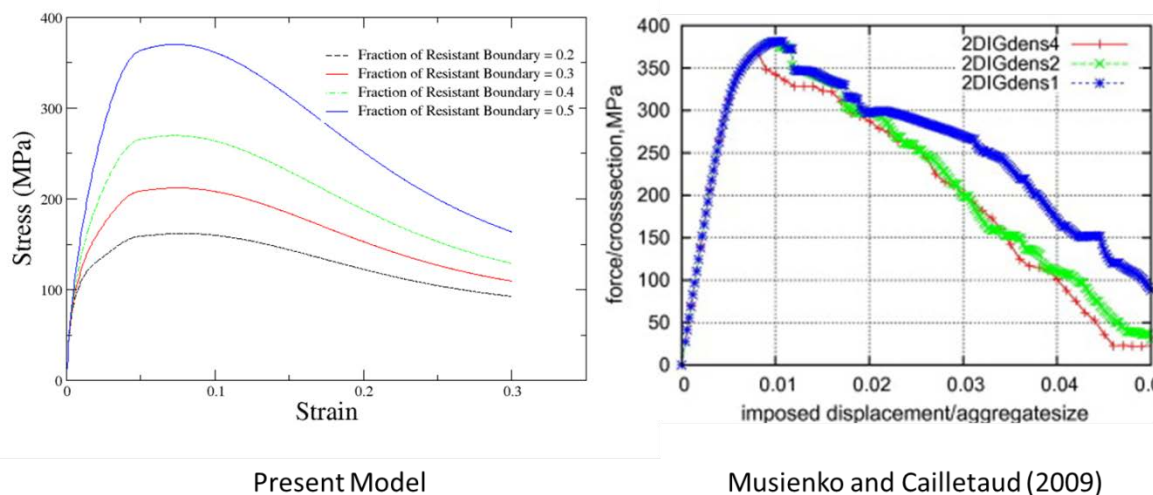 400
300
200
100
0
Stress (MPa)
Fraction of Resistant Boundary = 0.2
Fraction of Resistant Boundary = 0.3
Fraction of Resistant Boundary = 0.4
Fraction of Resistant Boundary = 0.5
0 0.1 0.2 0.3
Strain
Present Model
400
350
300
250
200
150
100
50
0
force/crosssection,MPa
2DIGdens4
2DIGdens2
2DIGdens1
0 0.01 0.02 0.03 0.04 0.0
imposed displacement/aggregatesize
Musienko and Cailletaud (2009)